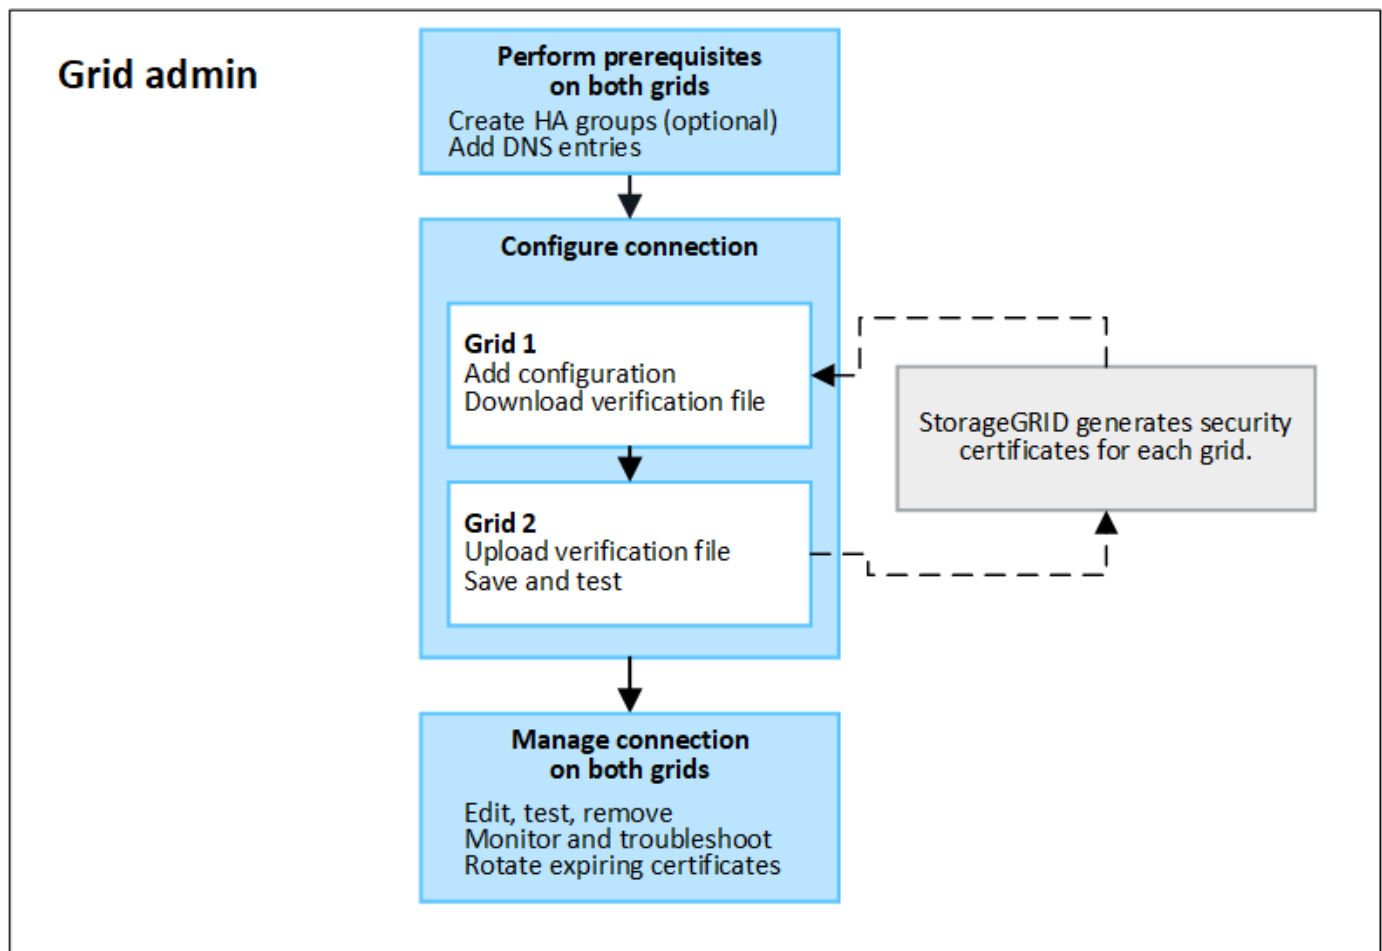 Grid admin
Perform prerequisites
on both grids
Create HA groups (optional)
Add DNS entries
Configure connection
Grid 1
Add configuration
Download verification file
StorageGRID generates security
certificates for each grid.
Grid 2
Upload verification file
Save and test
Manage connection
on both grids
Edit, test, remove
Monitor and troubleshoot
Rotate expiring certificates